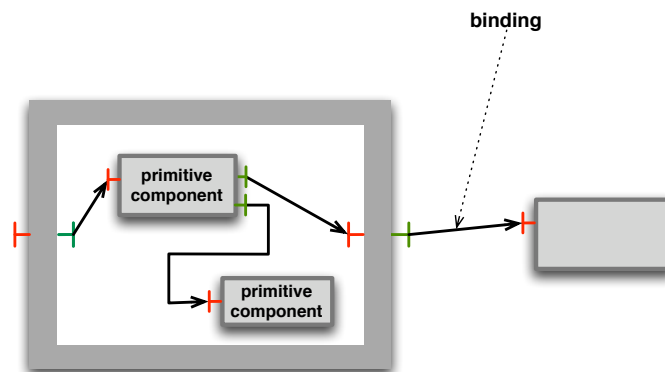 binding
primitive
component
primitive
component